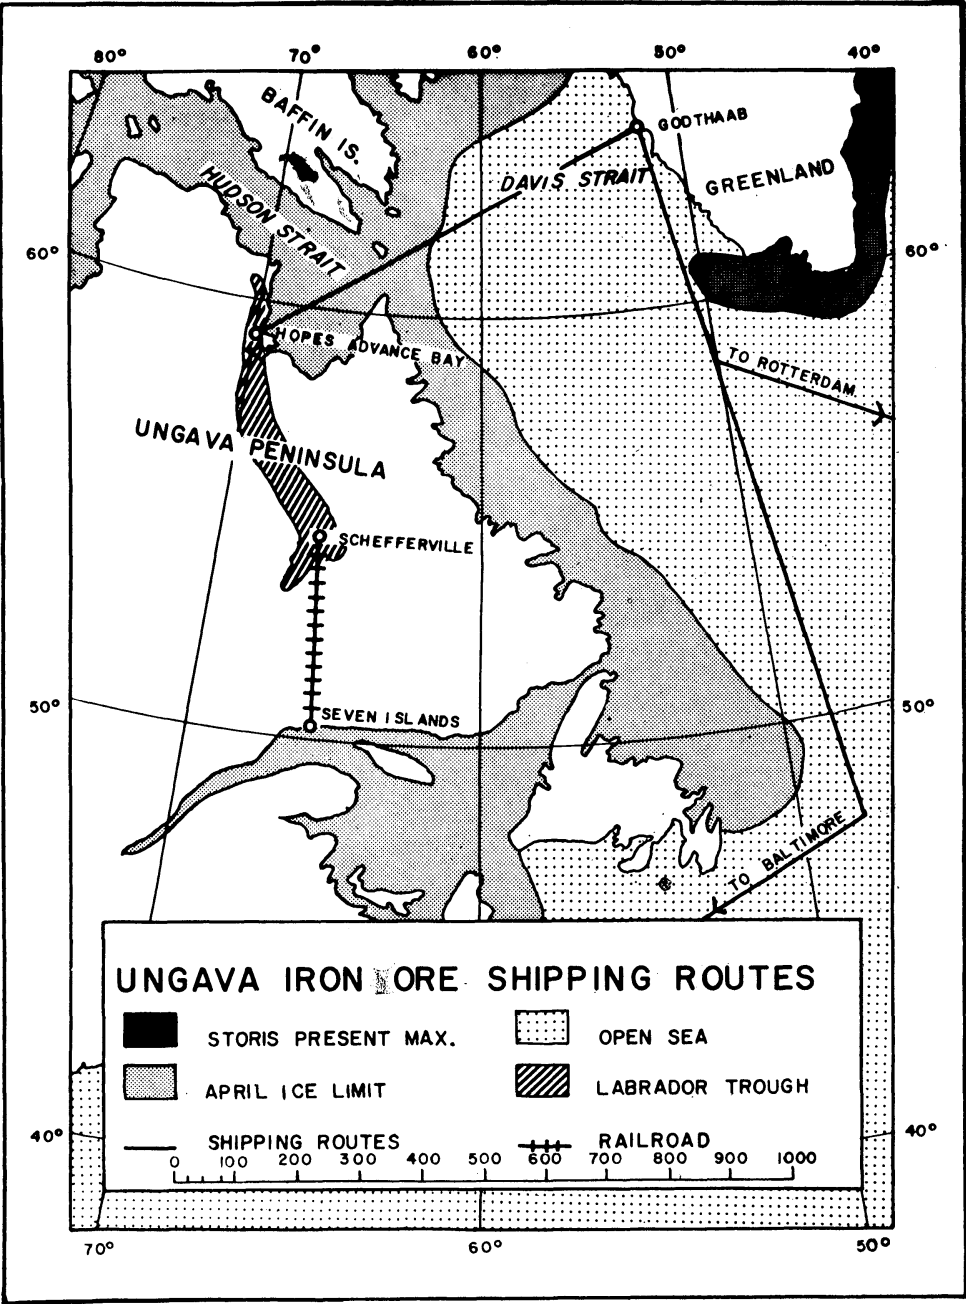 80° 70° 60° 50° 40°
BAFFIN IS.
GODTHAAB
DAVIS STRAIT
GREENLAND
HUDSON STRAIT
60° 60°
HOPES ADVANCE BAY
TO ROTTERDAM
UNGAVA PENINSULA
SCHEFFERVILLE
50° 50°
SEVEN ISLANDS
TO BALTIMORE
UNGAVA IRON ORE SHIPPING ROUTES
STORIS PRESENT MAX. OPEN SEA
APRIL ICE LIMIT LABRADOR TROUGH
40° 40°
SHIPPING ROUTES RAILROAD
0 100 200 300 400 500 600 700 800 900 1000
70° 60° 50°